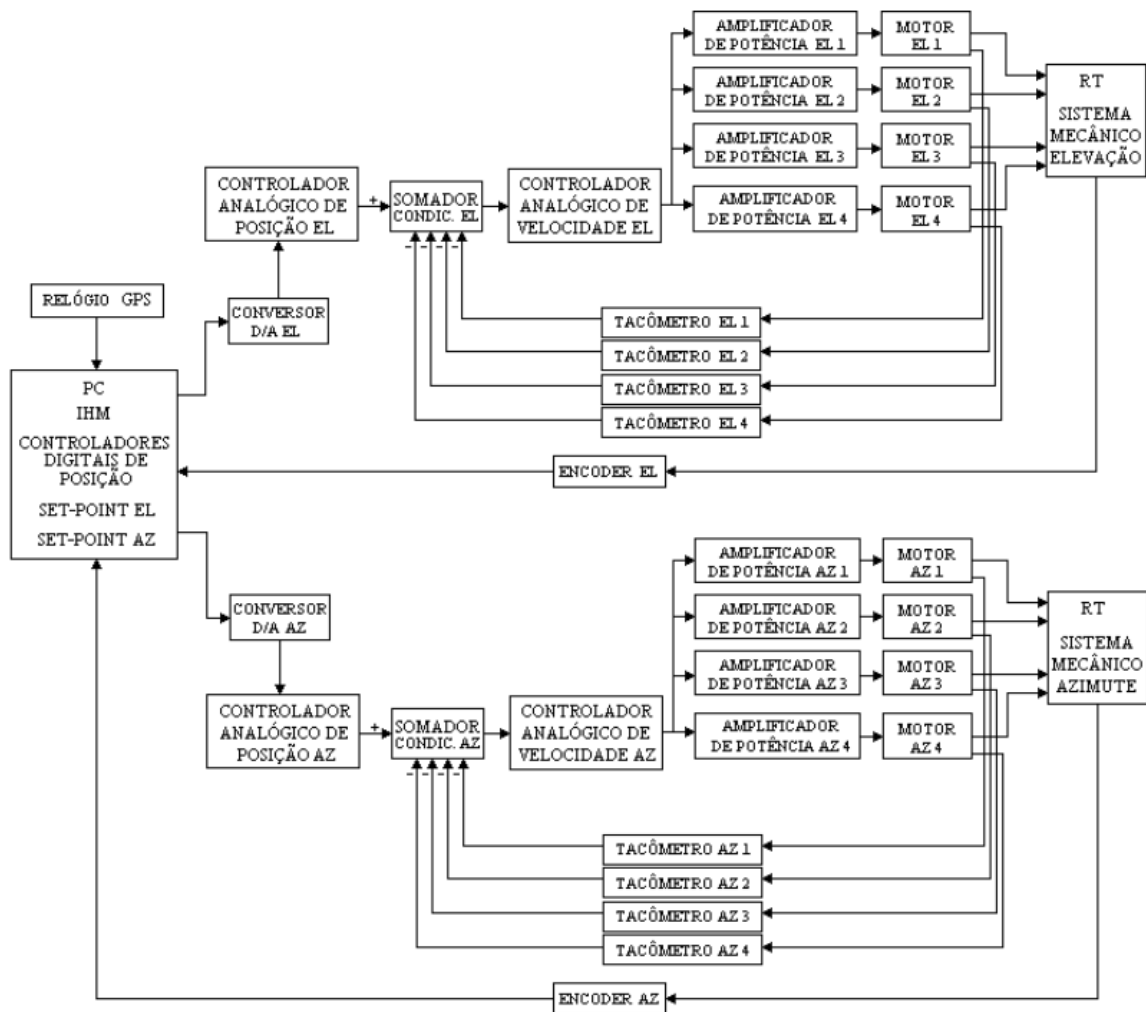 AMPLIFICADOR
DE POTÊNCIA EL 1
MOTOR
EL 1
AMPLIFICADOR
DE POTÊNCIA EL 2
MOTOR
EL 2
AMPLIFICADOR
DE POTÊNCIA EL 3
MOTOR
EL 3
AMPLIFICADOR
DE POTÊNCIA EL 4
MOTOR
EL 4
RT
SISTEMA
MECÂNICO
ELEVAÇÃO
CONTROLADOR
ANALÓGICO DE
POSIÇÃO EL
+
SOMADOR
CONDIC. EL
- - - -
CONTROLADOR
ANALÓGICO DE
VELOCIDADE EL
RELÓGIO GPS
CONVERSOR
D/A EL
TACÔMETRO EL 1
TACÔMETRO EL 2
TACÔMETRO EL 3
TACÔMETRO EL 4
PC
IHM
CONTROLADORES
DIGITAIS DE
POSIÇÃO
SET-POINT EL
SET-POINT AZ
ENCODER EL
AMPLIFICADOR
DE POTÊNCIA AZ 1
MOTOR
AZ 1
AMPLIFICADOR
DE POTÊNCIA AZ 2
MOTOR
AZ 2
AMPLIFICADOR
DE POTÊNCIA AZ 3
MOTOR
AZ 3
AMPLIFICADOR
DE POTÊNCIA AZ 4
MOTOR
AZ 4
RT
SISTEMA
MECÂNICO
AZIMUTE
CONVERSOR
D/A AZ
CONTROLADOR
ANALÓGICO DE
POSIÇÃO AZ
+
SOMADOR
CONDIC. AZ
- - - -
CONTROLADOR
ANALÓGICO DE
VELOCIDADE AZ
TACÔMETRO AZ 1
TACÔMETRO AZ 2
TACÔMETRO AZ 3
TACÔMETRO AZ 4
ENCODER AZ